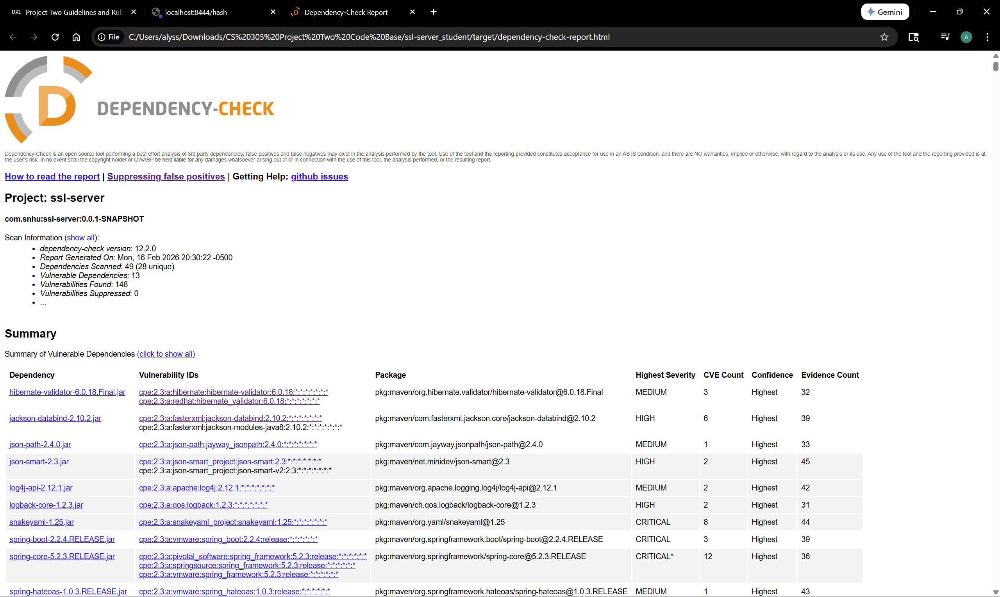 D2L Project Two Guidelines and Rub
localhost:8444/hash
Dependency-Check Report
Gemini
File C:/Users/alyss/Downloads/CS%20305%20Project%20Two%20Code%20Base/ssl-server_student/target/dependency-check-report.html
A
D
DEPENDENCY-CHECK
Dependency-Check is an open source tool performing a best effort analysis of 3rd party dependencies; false positives and false negatives may exist in the analysis performed by the tool. Use of the tool and the reporting provided constitutes acceptance for use in an AS IS condition, and there are NO warranties, implied or otherwise, with regard to the analysis or its use. Any use of the tool and the reporting provided is at
the user's risk. In no event shall the copyright holder or OWASP be held liable for any damages whatsoever arising out of or in connection with the use of this tool, the analysis performed, or the resulting report.
How to read the report | Suppressing false positives | Getting Help: github issues
Project: ssl-server
com.snhu:ssl-server:0.0.1-SNAPSHOT
Scan Information (show all):
• dependency-check version: 12.2.0
• Report Generated On: Mon, 16 Feb 2026 20:30:22 -0500
• Dependencies Scanned: 49 (28 unique)
• Vulnerable Dependencies: 13
• Vulnerabilities Found: 148
• Vulnerabilities Suppressed: 0
• ...
Summary
Summary of Vulnerable Dependencies (click to show all)
Dependency Vulnerability IDs Package Highest Severity CVE Count Confidence Evidence Count
hibernate-validator-6.0.18.Final.jar cpe:2.3:a:hibernate:hibernate-validator:6.0.18:*:*:*:*:*:*:* pkg:maven/org.hibernate.validator/hibernate-validator@6.0.18.Final MEDIUM 3 Highest 32
cpe:2.3:a:redhat:hibernate_validator:6.0.18:*:*:*:*:*:*:*
jackson-databind-2.10.2.jar cpe:2.3:a:fasterxml:jackson-databind:2.10.2:*:*:*:*:*:*:* pkg:maven/com.fasterxml.jackson.core/jackson-databind@2.10.2 HIGH 6 Highest 39
cpe:2.3:a:fasterxml:jackson-modules-java8:2.10.2:*:*:*:*:*:*:*
json-path-2.4.0.jar cpe:2.3:a:json-path:jayway_jsonpath:2.4.0:*:*:*:*:*:*:* pkg:maven/com.jayway.jsonpath/json-path@2.4.0 MEDIUM 1 Highest 33
json-smart-2.3.jar cpe:2.3:a:json-smart_project:json-smart:2.3:*:*:*:*:*:*:* pkg:maven/net.minidev/json-smart@2.3 HIGH 2 Highest 45
cpe:2.3:a:json-smart_project:json-smart-v2:2.3:*:*:*:*:*:*:*
log4j-api-2.12.1.jar cpe:2.3:a:apache:log4j:2.12.1:*:*:*:*:*:*:* pkg:maven/org.apache.logging.log4j/log4j-api@2.12.1 MEDIUM 2 Highest 42
logback-core-1.2.3.jar cpe:2.3:a:qos:logback:1.2.3:*:*:*:*:*:*:* pkg:maven/ch.qos.logback/logback-core@1.2.3 HIGH 2 Highest 31
snakeyaml-1.25.jar cpe:2.3:a:snakeyaml_project:snakeyaml:1.25:*:*:*:*:*:*:* pkg:maven/org.yaml/snakeyaml@1.25 CRITICAL 8 Highest 44
spring-boot-2.2.4.RELEASE.jar cpe:2.3:a:vmware:spring_boot:2.2.4:release:*:*:*:*:*:* pkg:maven/org.springframework.boot/spring-boot@2.2.4.RELEASE CRITICAL 3 Highest 39
spring-core-5.2.3.RELEASE.jar cpe:2.3:a:pivotal_software:spring_framework:5.2.3:release:*:*:*:*:*:* pkg:maven/org.springframework/spring-core@5.2.3.RELEASE CRITICAL* 12 Highest 36
cpe:2.3:a:springsource:spring_framework:5.2.3:release:*:*:*:*:*:*
cpe:2.3:a:vmware:spring_framework:5.2.3:release:*:*:*:*:*:*
spring-hateoas-1.0.3.RELEASE.jar cpe:2.3:a:vmware:spring_hateoas:1.0.3:release:*:*:*:*:*:* pkg:maven/org.springframework.hateoas/spring-hateoas@1.0.3.RELEASE MEDIUM 1 Highest 43